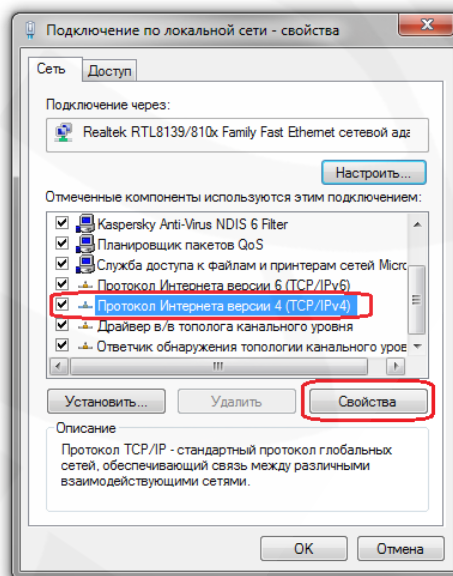 Подключение по локальной сети - свойства
Сеть Доступ
Подключение через:
Realtek RTL8139/810x Family Fast Ethernet сетевой ада
Настроить...
Отмеченные компоненты используются этим подключением:
Kaspersky Anti-Virus NDIS 6 Filter
Планировщик пакетов QoS
Служба доступа к файлам и принтерам сетей Micro
Протокол Интернета версии 6 (TCP/IPv6)
Протокол Интернета версии 4 (TCP/IPv4)
Драйвер в/в тополога канального уровня
Ответчик обнаружения топологии канального уров
Установить... Удалить Свойства
Описание
Протокол TCP/IP - стандартный протокол глобальных
сетей, обеспечивающий связь между различными
взаимодействующими сетями.
OK Отмена